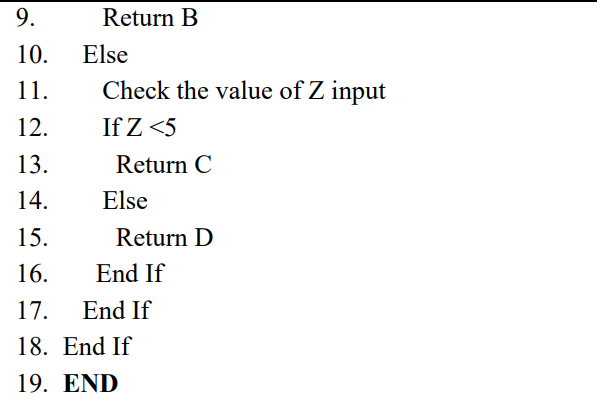 9. Return B
10. Else
11. Check the value of Z input
12. If Z <5
13. Return C
14. Else
15. Return D
16. End If
17. End If
18. End If
19. END